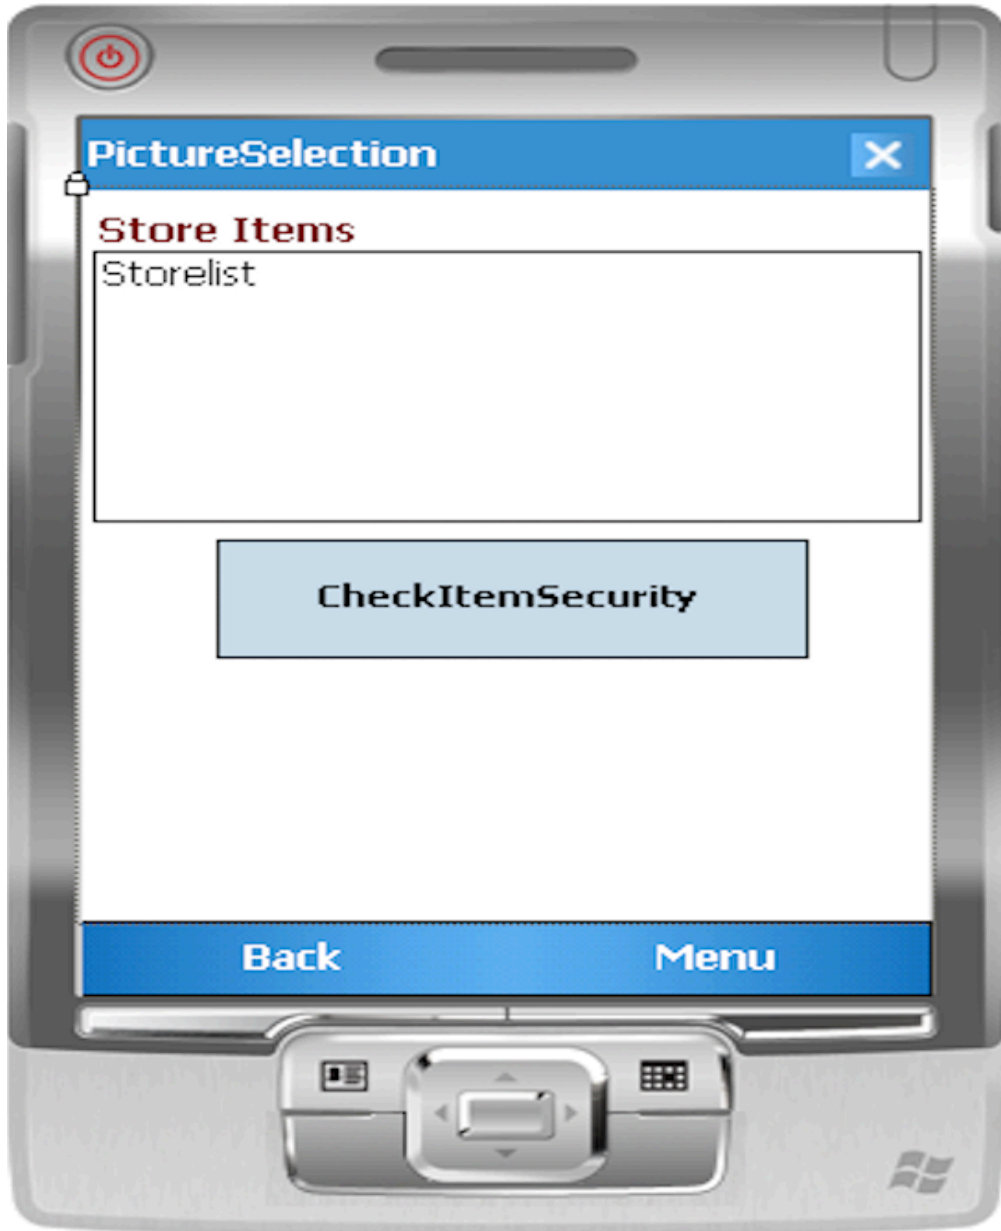 PictureSelection
Store Items
Storelist
CheckItemSecurity
Back Menu